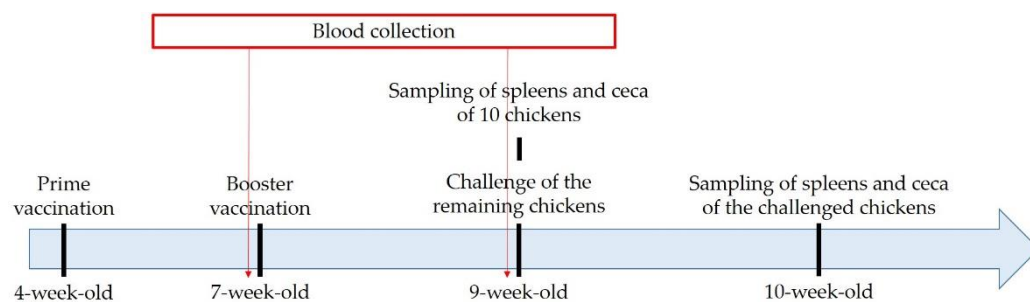 Blood collection
Sampling of spleens and ceca
of 10 chickens
Prime
vaccination
Booster
vaccination
Challenge of the
remaining chickens
Sampling of spleens and ceca
of the challenged chickens
4-week-old
7-week-old
9-week-old
10-week-old